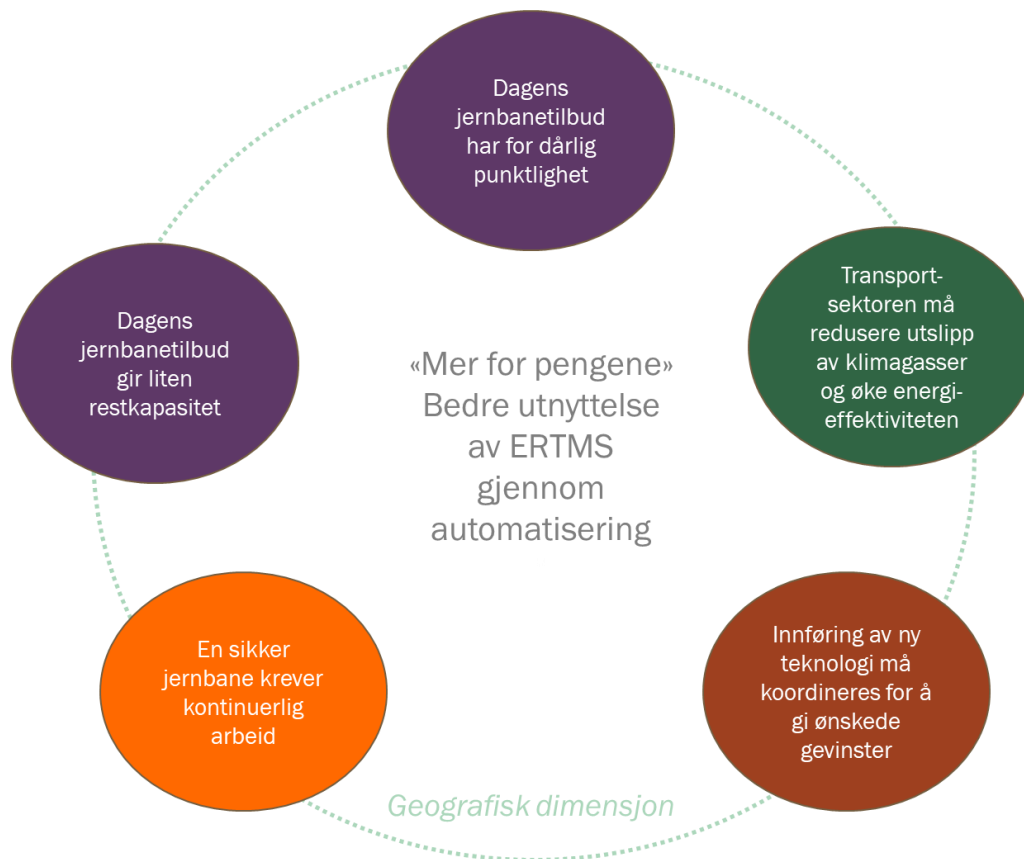 Dagens
jernbanetilbud
har for dårlig
punktlighet
Transport-
sektoren må
redusere utslipp
av klimagasser
og øke energi-
effektiviteten
Dagens
jernbanetilbud
gir liten
restkapasitet
«Mer for pengene»
Bedre utnyttelse
av ERTMS
gjennom
automatisering
En sikker
jernbane krever
kontinuerlig
arbeid
Innføring av ny
teknologi må
koordineres for å
gi ønskede
gevinster
Geografisk dimensjon